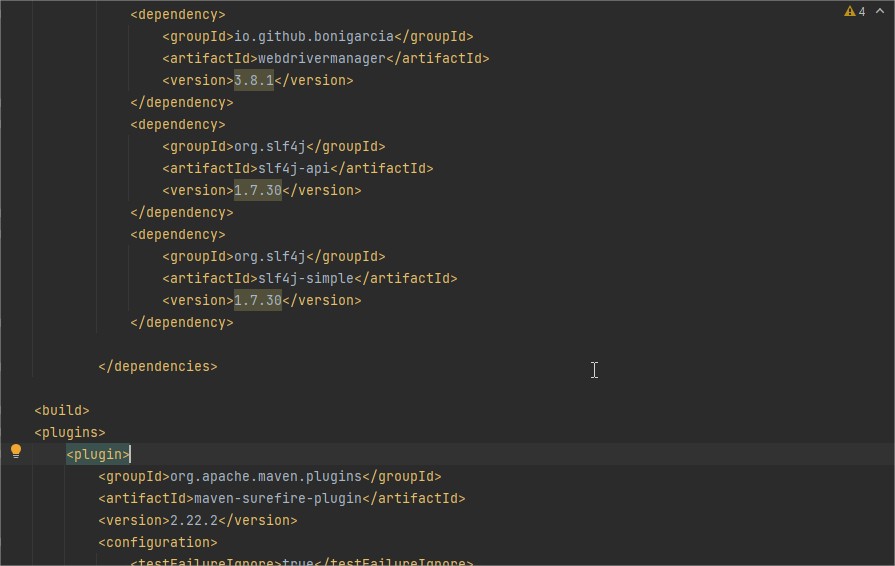 <dependency>
4
<groupId>io.github.bonigarcia</groupId>
<artifactId>webdrivermanager</artifactId>
<version>3.8.1</version>
</dependency>
<dependency>
<groupId>org.slf4j</groupId>
<artifactId>slf4j-api</artifactId>
<version>1.7.30</version>
</dependency>
<dependency>
<groupId>org.slf4j</groupId>
<artifactId>slf4j-simple</artifactId>
<version>1.7.30</version>
</dependency>
</dependencies>
<build>
<plugins>
<plugin>
<groupId>org.apache.maven.plugins</groupId>
<artifactId>maven-surefire-plugin</artifactId>
<version>2.22.2</version>
<configuration>
<testFailureIgnore>true</testFailureIgnore>